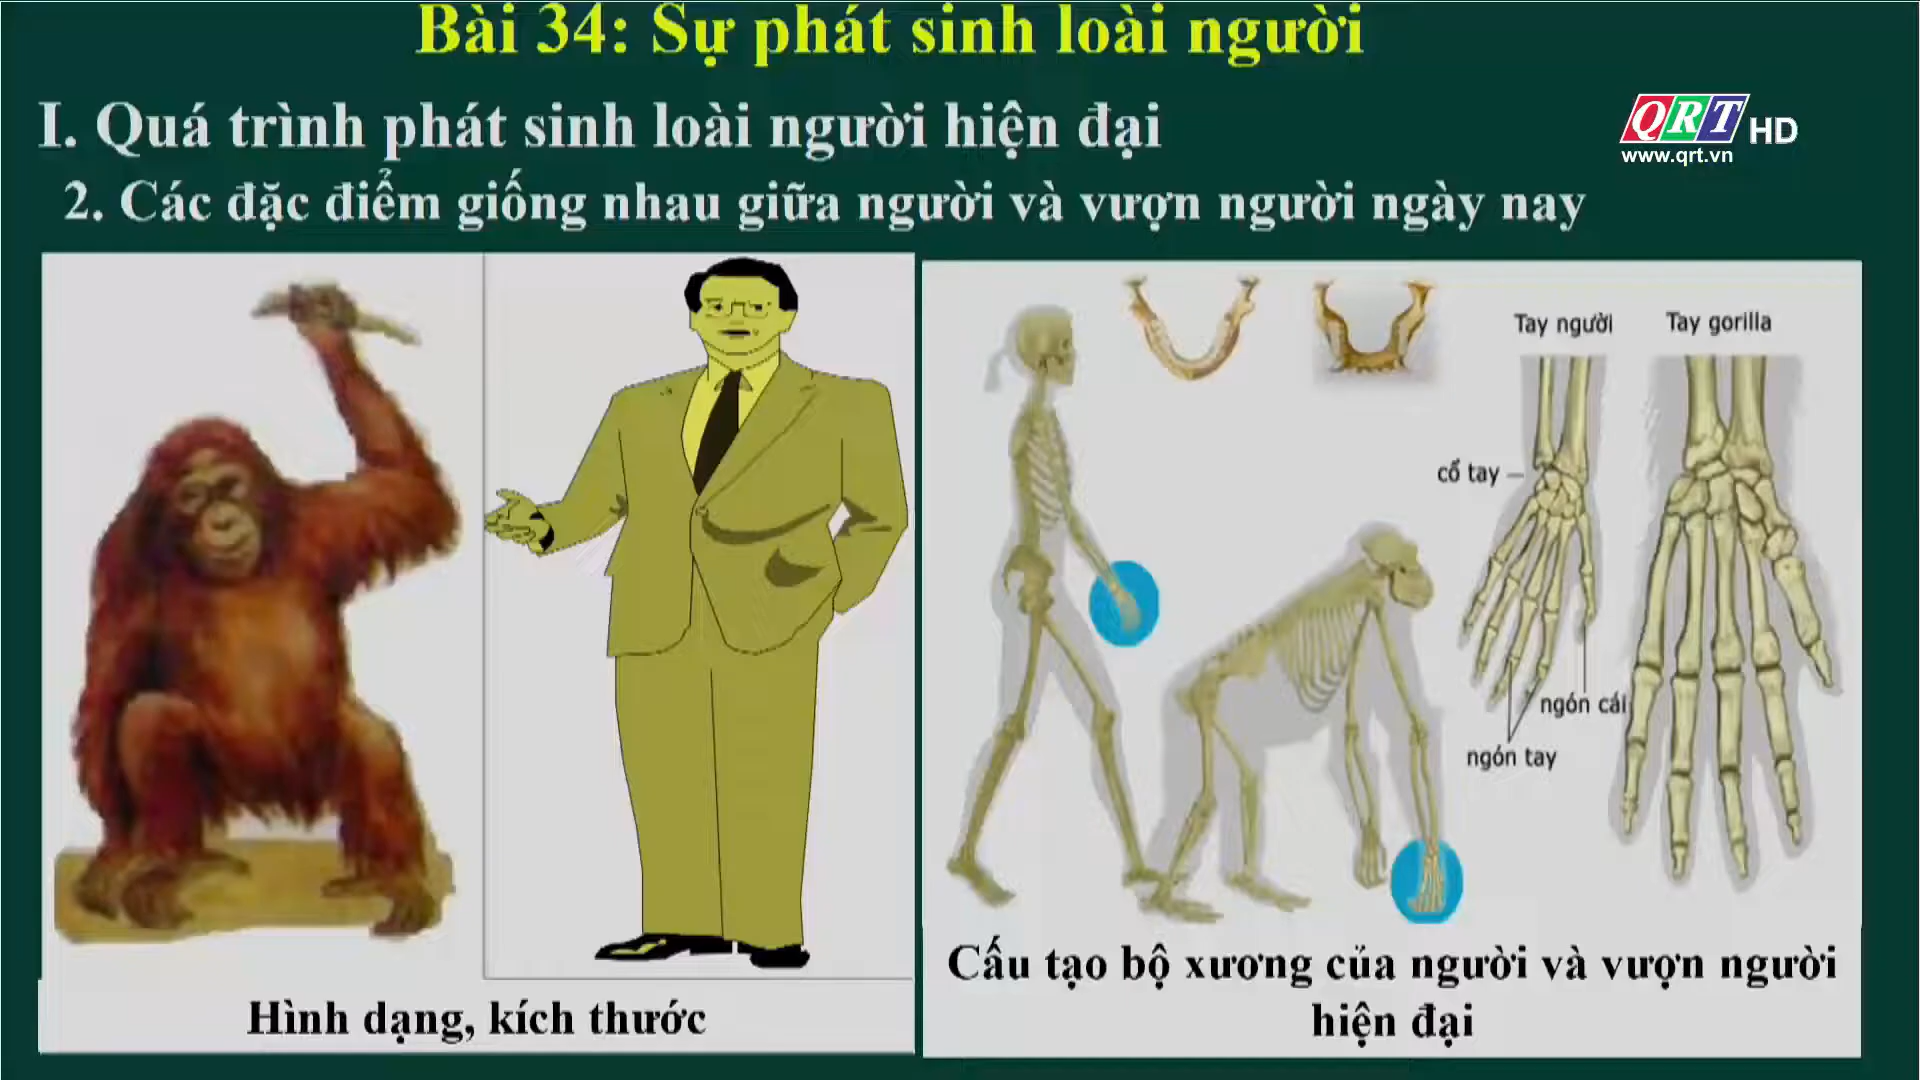 Bài 34: Sự phát sinh loài người
I. Quá trình phát sinh loài người hiện đại
QRT HD
www.qrt.vn
2. Các đặc điểm giống nhau giữa người và vượn người ngày nay
Tay người
Tay gorilla
cổ tay
ngón cái
ngón tay
Hình dạng, kích thước
Cấu tạo bộ xương của người và vượn người
hiện đại